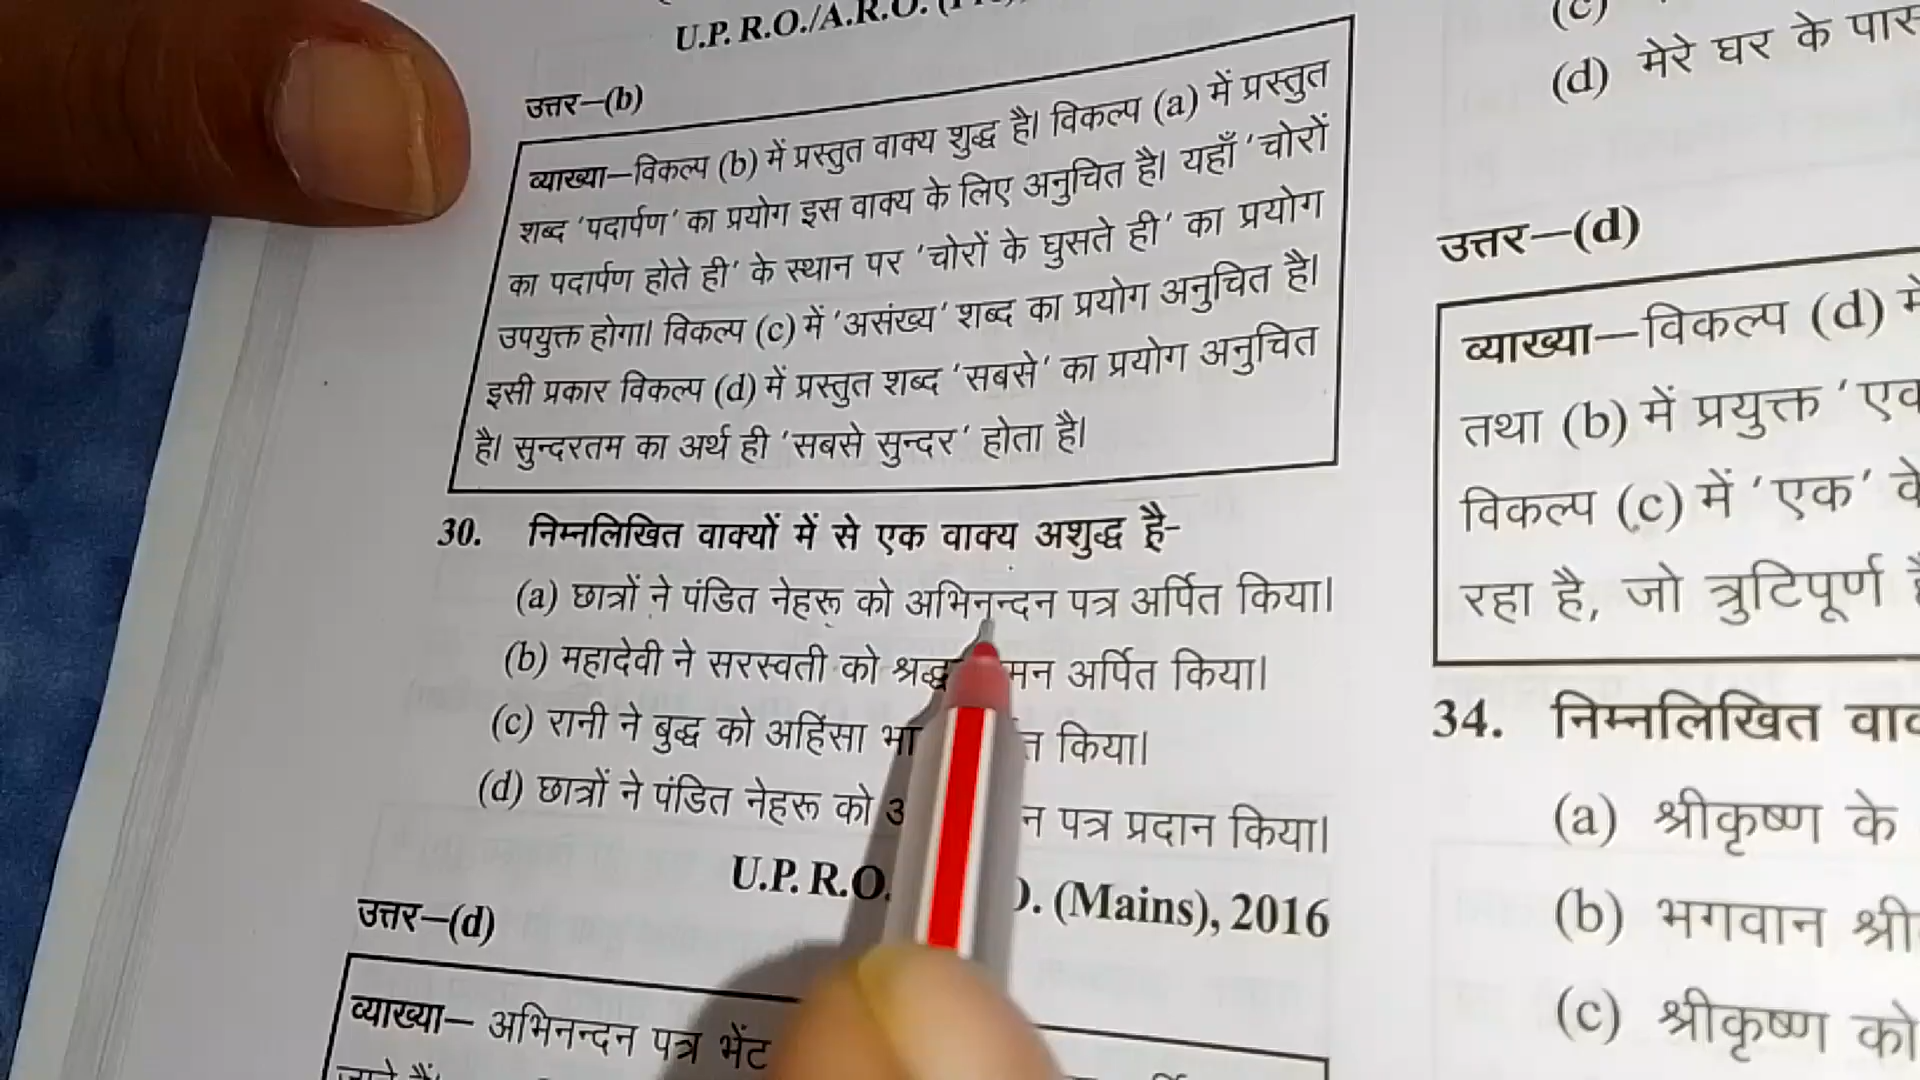 U.P. R.O./A.R.O.
उत्तर–(b)
व्याख्या–विकल्प (b) में प्रस्तुत वाक्य शुद्ध है। विकल्प (a) में प्रस्तुत
शब्द 'पदार्पण' का प्रयोग इस वाक्य के लिए अनुचित है। यहाँ 'चोरों
का पदार्पण होते ही' के स्थान पर 'चोरों के घुसते ही' का प्रयोग
उपयुक्त होगा। विकल्प (c) में 'असंख्य' शब्द का प्रयोग अनुचित है।
इसी प्रकार विकल्प (d) में प्रस्तुत शब्द 'सबसे' का प्रयोग अनुचित
है। सुन्दरतम का अर्थ ही 'सबसे सुन्दर' होता है।
30. निम्नलिखित वाक्यों में से एक वाक्य अशुद्ध है-
(a) छात्रों ने पंडित नेहरू को अभिनन्दन पत्र अर्पित किया।
(b) महादेवी ने सरस्वती को अर्पित किया।
(c) रानी ने बुद्ध को अहिंसा किया।
(d) छात्रों ने पंडित नेहरू को पत्र प्रदान किया।
U.P. R.O. (Mains), 2016
उत्तर–(d)
व्याख्या– अभिनन्दन पत्र भेंट
(c)
(d) मेरे घर के पास
उत्तर–(d)
व्याख्या–विकल्प (d) में
तथा (b) में प्रयुक्त
विकल्प (c) में 'एक' के
रहा है, जो त्रुटिपूर्ण
34. निम्नलिखित
(a) श्रीकृष्ण के
(b) भगवान
(c) श्रीकृष्ण को